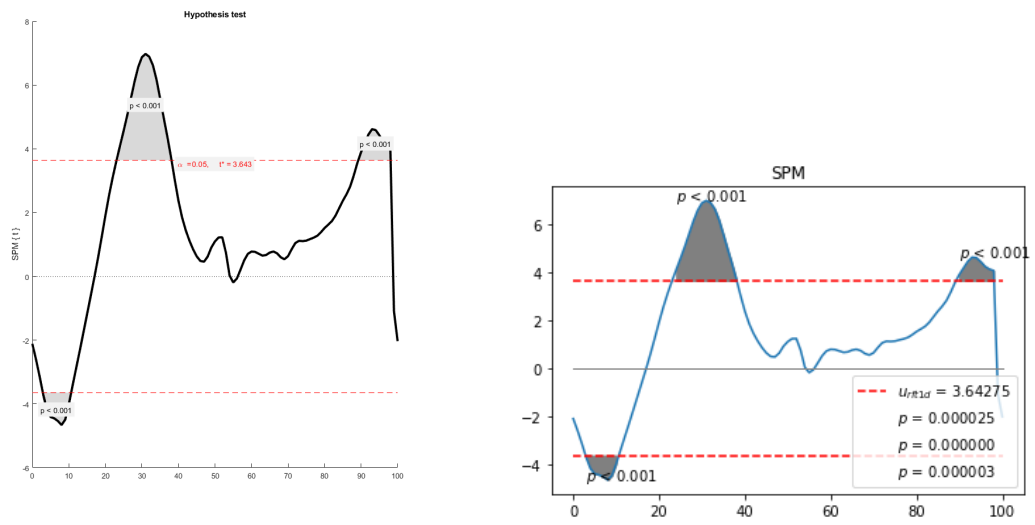 Hypothesis test
8
6
4
2
0
-2
-4
-6
SPM { t }
p < 0.001
p < 0.001
α =0.05, t* = 3.643
p < 0.001
0 10 20 30 40 50 60 70 80 90 100
SPM
6
4
2
0
−2
−4
p < 0.001
p < 0.001
p < 0.001
u_rft1d = 3.64275
p = 0.000025
p = 0.000000
p = 0.000003
0 20 40 60 80 100